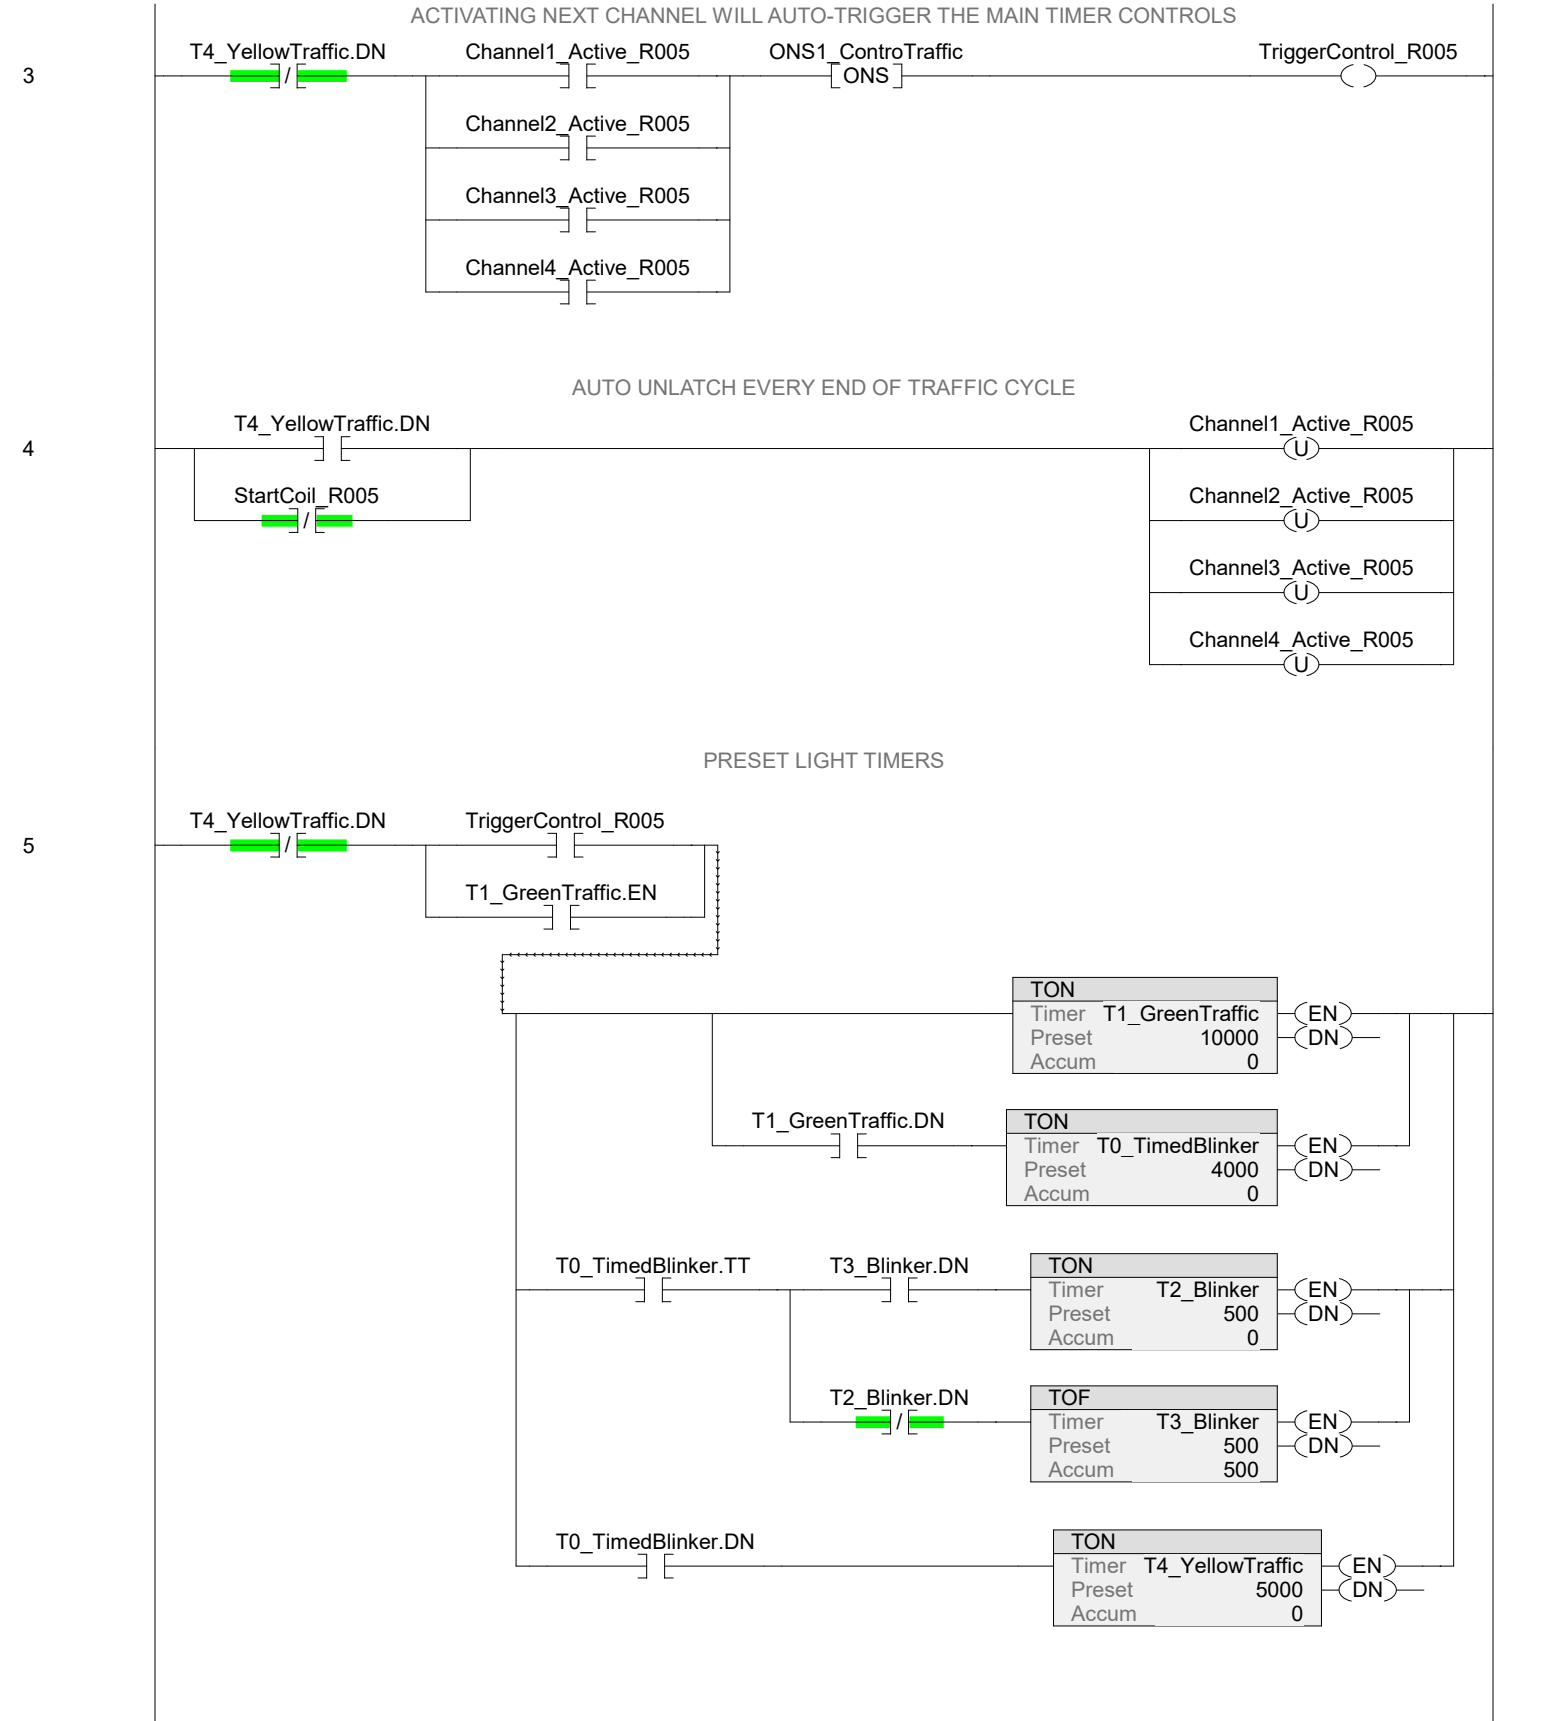 ACTIVATING NEXT CHANNEL WILL AUTO-TRIGGER THE MAIN TIMER CONTROLS
T4_YellowTraffic.DN Channel1_Active_R005 ONS1_ControTraffic TriggerControl_R005
3 / ONS
Channel2_Active_R005
Channel3_Active_R005
Channel4_Active_R005
AUTO UNLATCH EVERY END OF TRAFFIC CYCLE
T4_YellowTraffic.DN Channel1_Active_R005
4 U
StartCoil_R005 Channel2_Active_R005
/ U
Channel3_Active_R005
U
Channel4_Active_R005
U
PRESET LIGHT TIMERS
T4_YellowTraffic.DN TriggerControl_R005
5 /
T1_GreenTraffic.EN
TON
Timer T1_GreenTraffic EN
Preset 10000 DN
Accum 0
T1_GreenTraffic.DN TON
Timer T0_TimedBlinker EN
Preset 4000 DN
Accum 0
T0_TimedBlinker.TT T3_Blinker.DN TON
Timer T2_Blinker EN
Preset 500 DN
Accum 0
T2_Blinker.DN TOF
/ Timer T3_Blinker EN
Preset 500 DN
Accum 500
T0_TimedBlinker.DN TON
Timer T4_YellowTraffic EN
Preset 5000 DN
Accum 0